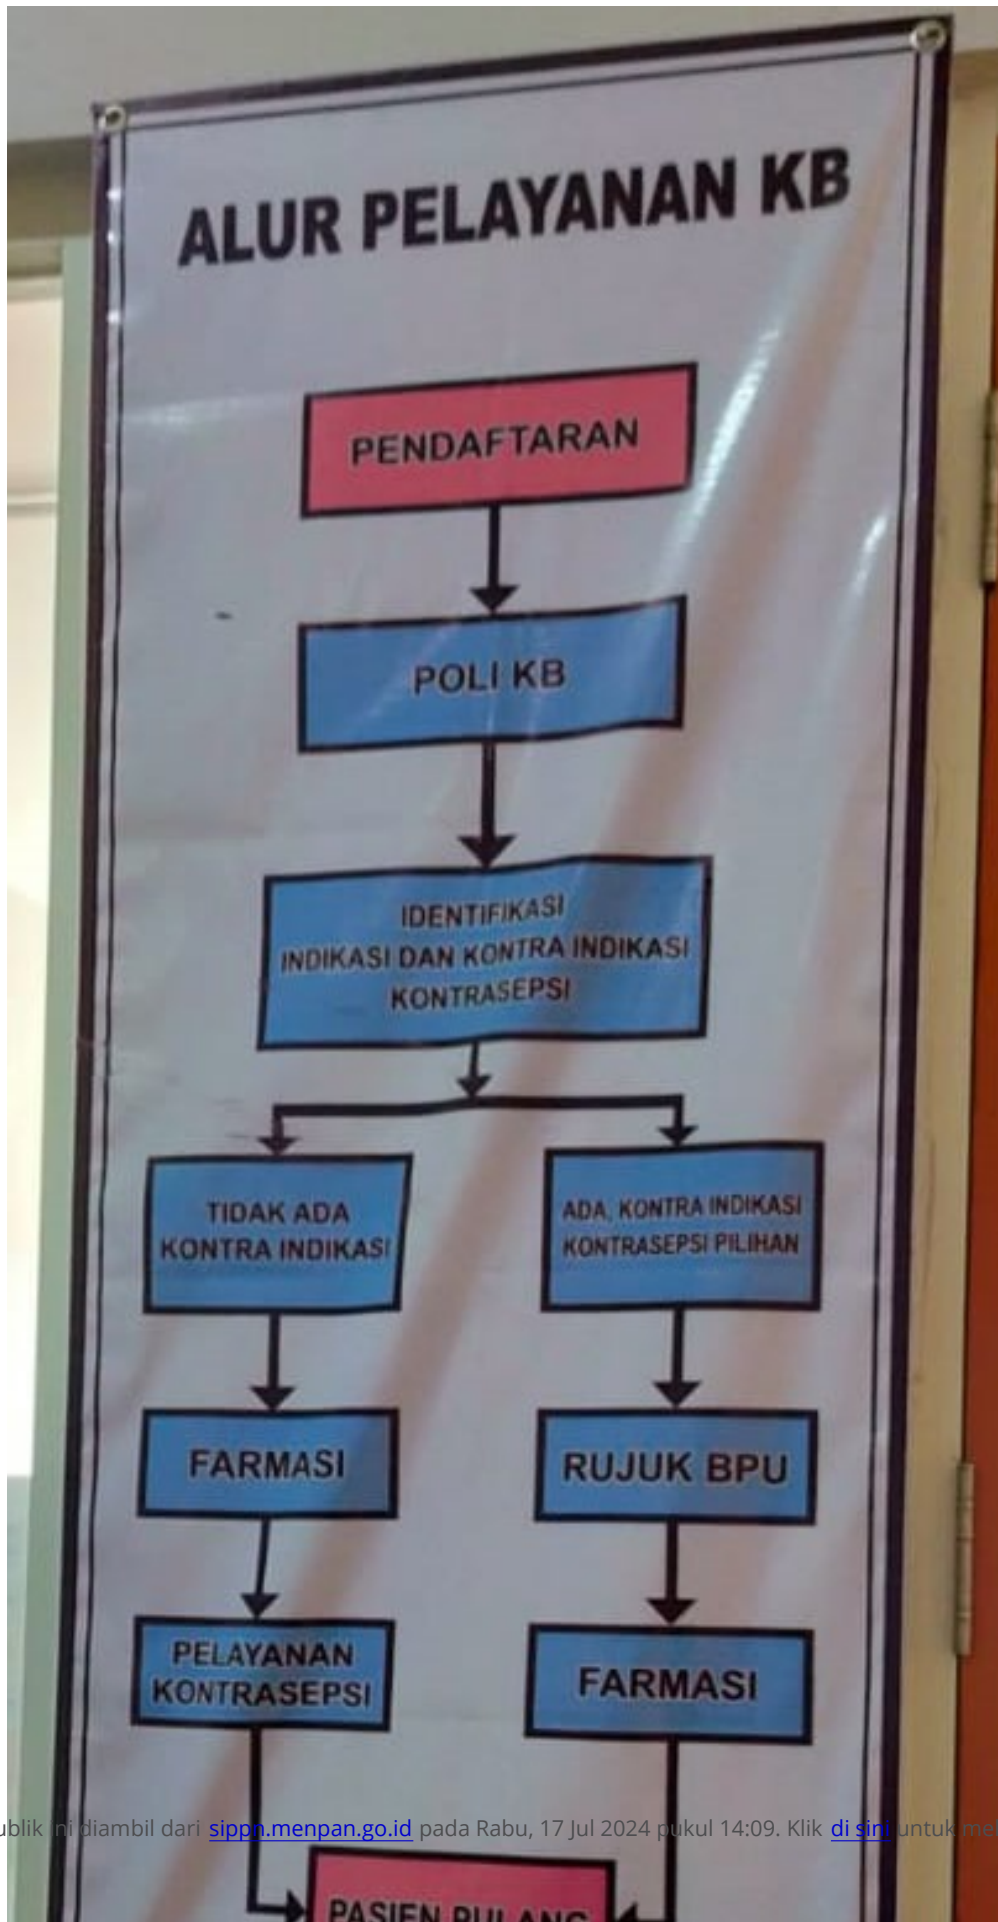 ALUR PELAYANAN KB
PENDAFTARAN
POLI KB
IDENTIFIKASI
INDIKASI DAN KONTRA INDIKASI
KONTRASEPSI
TIDAK ADA
KONTRA INDIKASI
ADA, KONTRA INDIKASI
KONTRASEPSI PILIHAN
FARMASI
RUJUK BPU
PELAYANAN
KONTRASEPSI
FARMASI
ini diambil dari sippn.menpan.go.id pada Rabu, 17 Jul 2024 pukul 14:09. Klik di sini untuk
PASIEN PULANG